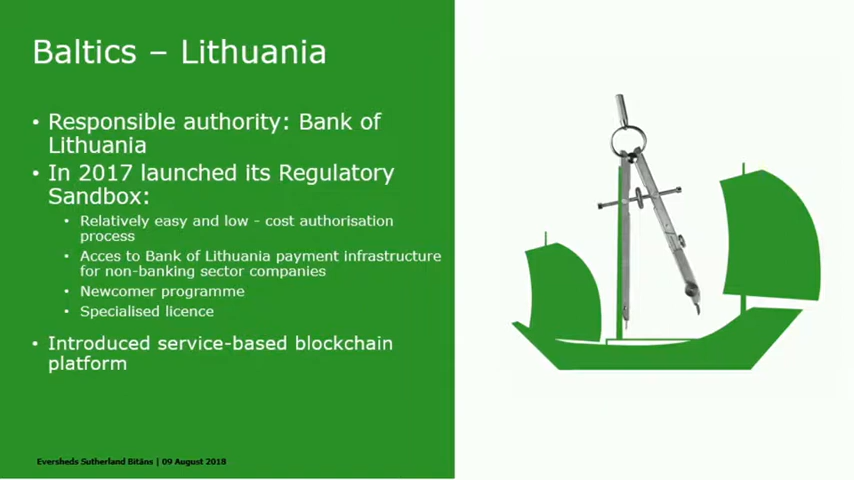 Baltics – Lithuania
• Responsible authority: Bank of
Lithuania
• In 2017 launched its Regulatory
Sandbox:
• Relatively easy and low - cost authorisation
process
• Acces to Bank of Lithuania payment infrastructure
for non-banking sector companies
• Newcomer programme
• Specialised licence
• Introduced service-based blockchain
platform
Eversheds Sutherland Bitāns | 09 August 2018